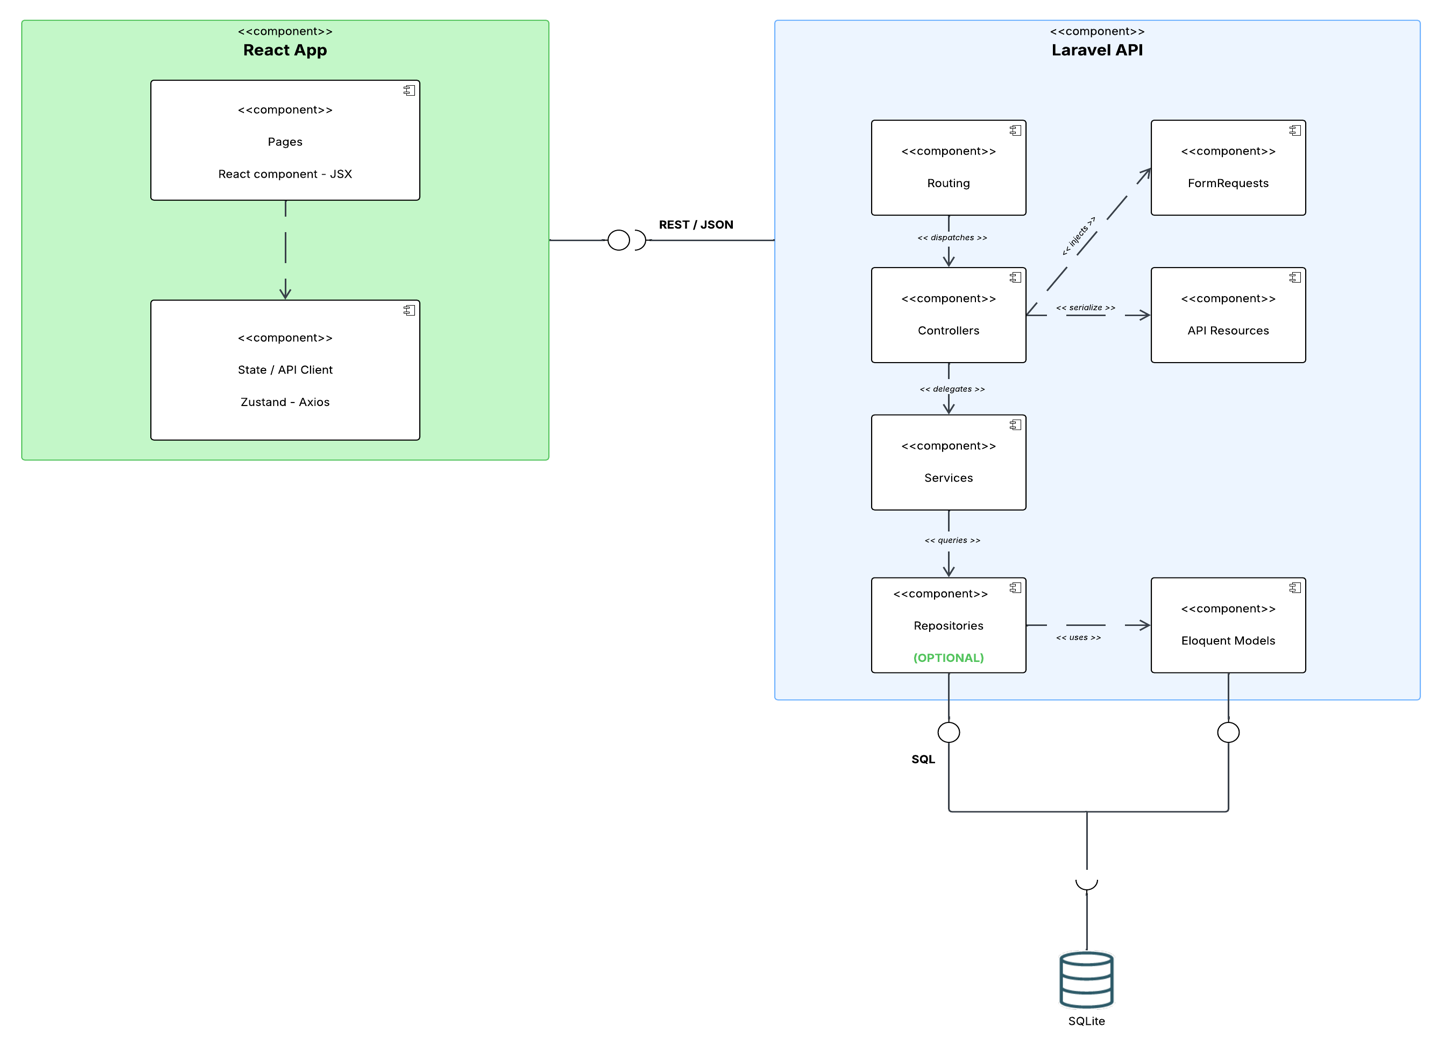 <<component>>
React App
<<component>>
Pages
React component - JSX
<<component>>
State / API Client
Zustand - Axios
REST / JSON
<<component>>
Laravel API
<<component>>
Routing
<<component>>
FormRequests
<< dispatches >>
<< injects >>
<<component>>
Controllers
<< serialize >>
<<component>>
API Resources
<< delegates >>
<<component>>
Services
<< queries >>
<<component>>
Repositories
(OPTIONAL)
<< uses >>
<<component>>
Eloquent Models
SQL
SQLite